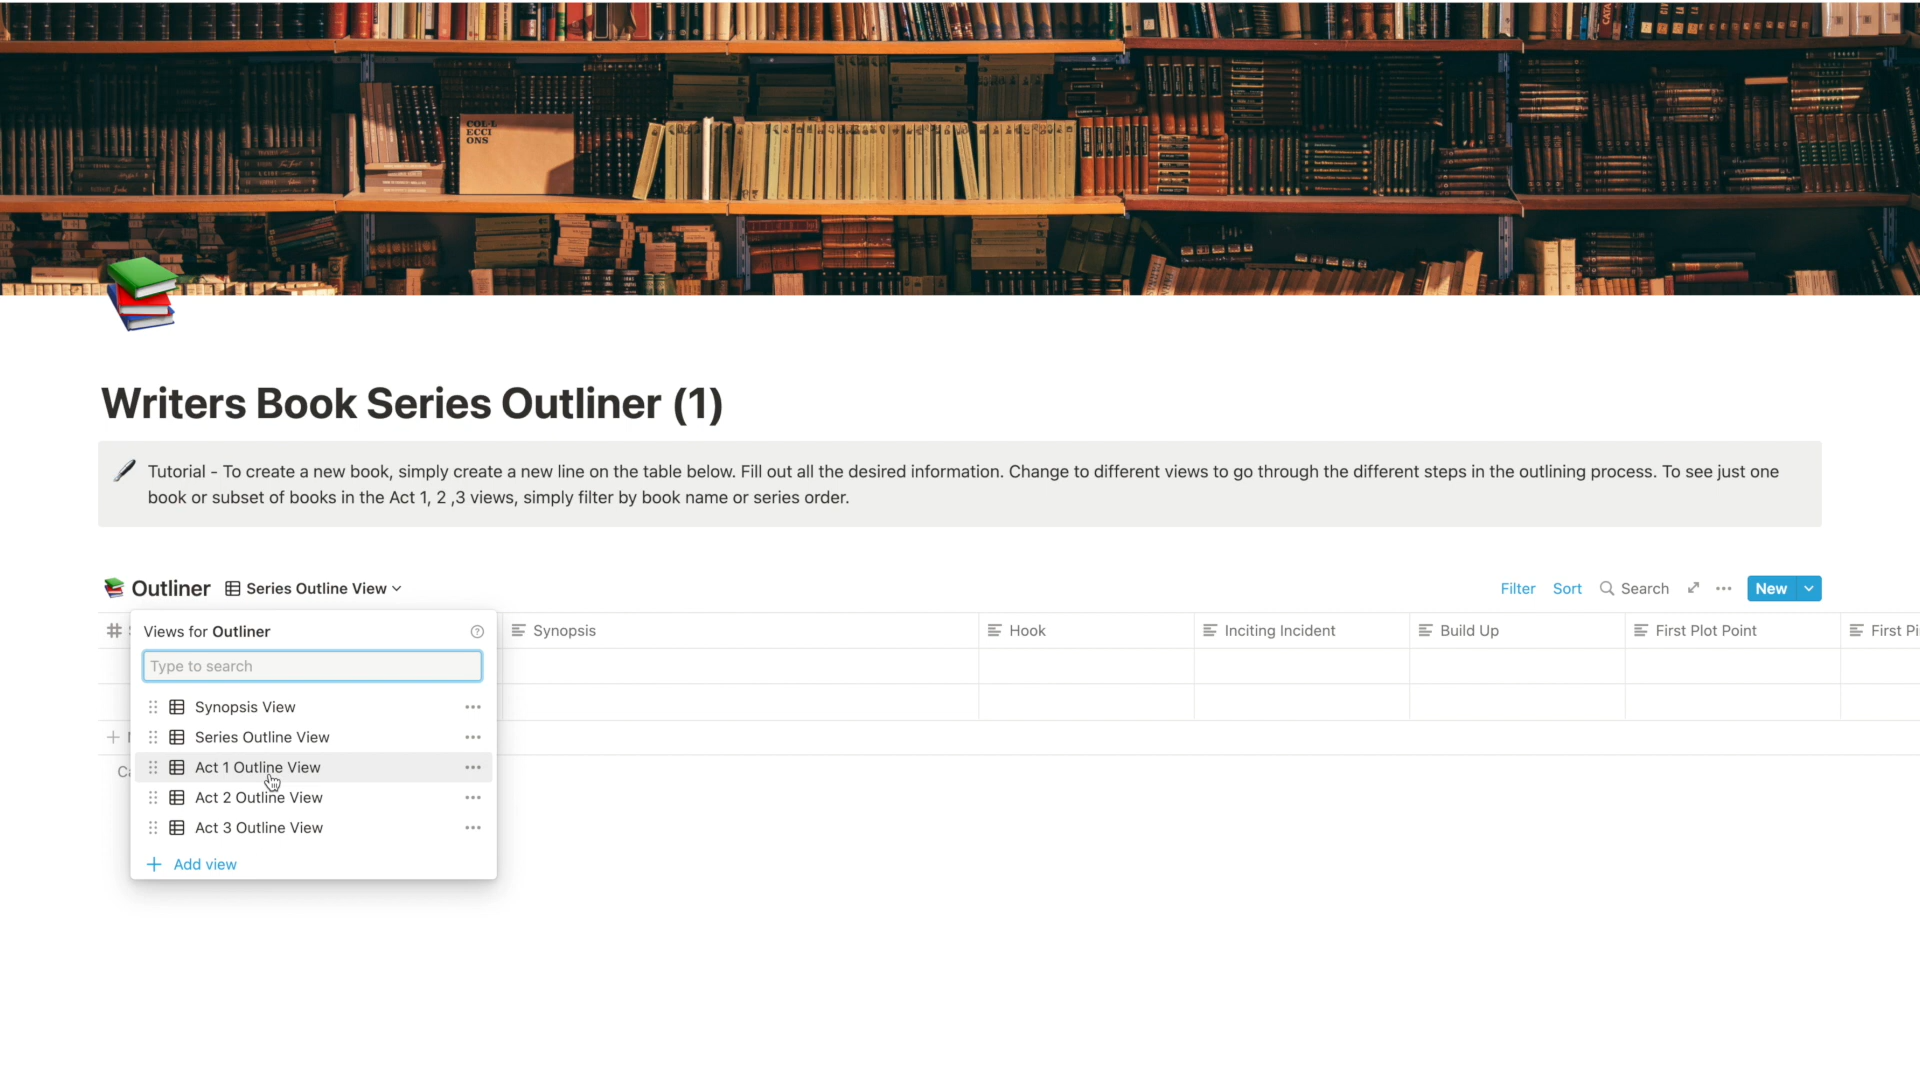 COL·L
ECCI
ONS
Writers Book Series Outliner (1)
Tutorial - To create a new book, simply create a new line on the table below. Fill out all the desired information. Change to different views to go through the different steps in the outlining process. To see just one
book or subset of books in the Act 1, 2 ,3 views, simply filter by book name or series order.
Outliner Series Outline View Filter Sort Search New
Views for Outliner Synopsis Hook Inciting Incident Build Up First Plot Point First Pi
Type to search
Synopsis View
Series Outline View
Act 1 Outline View
Act 2 Outline View
Act 3 Outline View
Add view